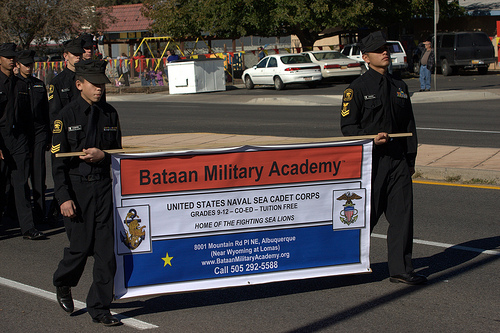 Bataan Military Academy
UNITED STATES NAVAL SEA CADET CORPS
GRADES 9-12 – CO-ED – TUITION FREE
HOME OF THE FIGHTING SEA LIONS
8001 Mountain Rd Pl NE, Albuquerque
(Near Wyoming at Lomas)
www.BataanMilitaryAcademy.org
Call 505 292-5588